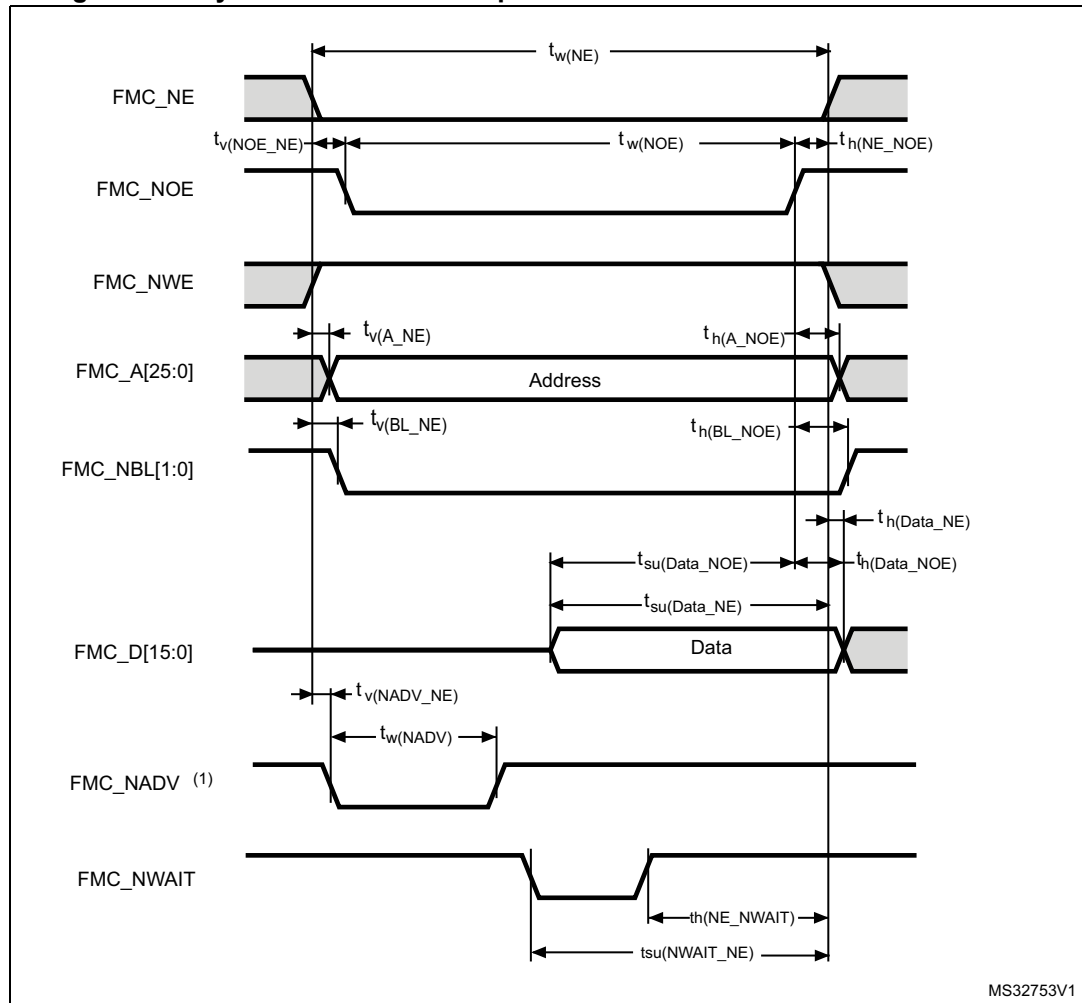 tw(NE)
FMC_NE
tv(NOE_NE)
tw(NOE)
th(NE_NOE)
FMC_NOE
FMC_NWE
tv(A_NE)
th(A_NOE)
FMC_A[25:0]
Address
tv(BL_NE)
th(BL_NOE)
FMC_NBL[1:0]
th(Data_NE)
tsu(Data_NOE)
th(Data_NOE)
tsu(Data_NE)
FMC_D[15:0]
Data
tv(NADV_NE)
tw(NADV)
FMC_NADV (1)
FMC_NWAIT
th(NE_NWAIT)
tsu(NWAIT_NE)
MS32753V1